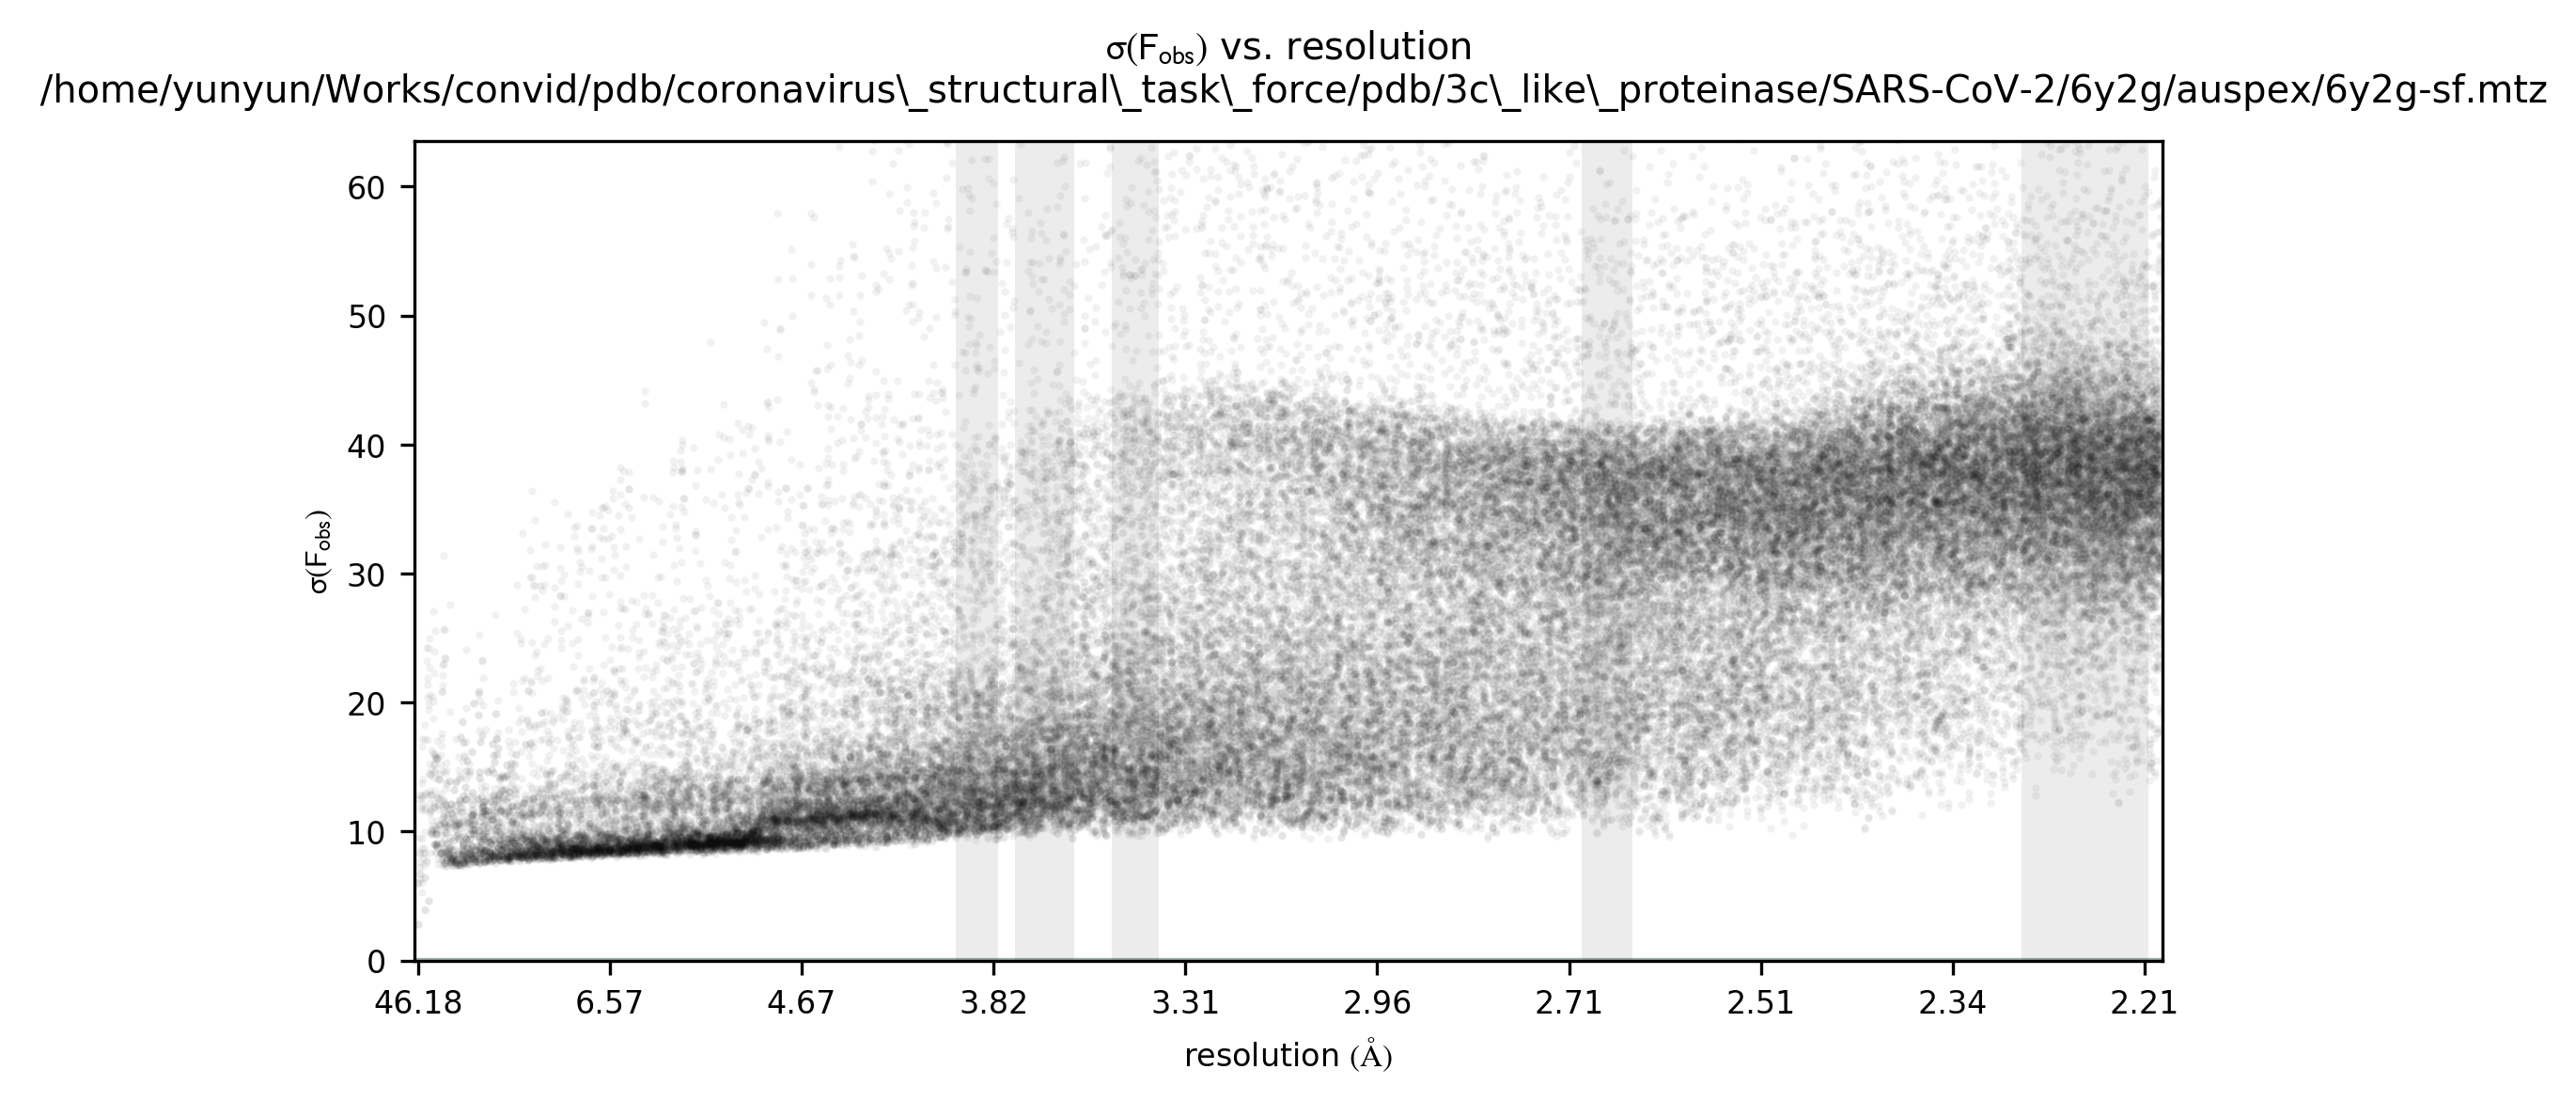 σ(Fobs) vs. resolution
/home/yunyun/Works/convid/pdb/coronavirus\_structural\_task\_force/pdb/3c\_like\_proteinase/SARS-CoV-2/6y2g/auspex/6y2g-sf.mtz
60
50
40
30
20
10
0
σ(Fobs)
46.18 6.57 4.67 3.82 3.31 2.96 2.71 2.51 2.34 2.21
resolution (Å)